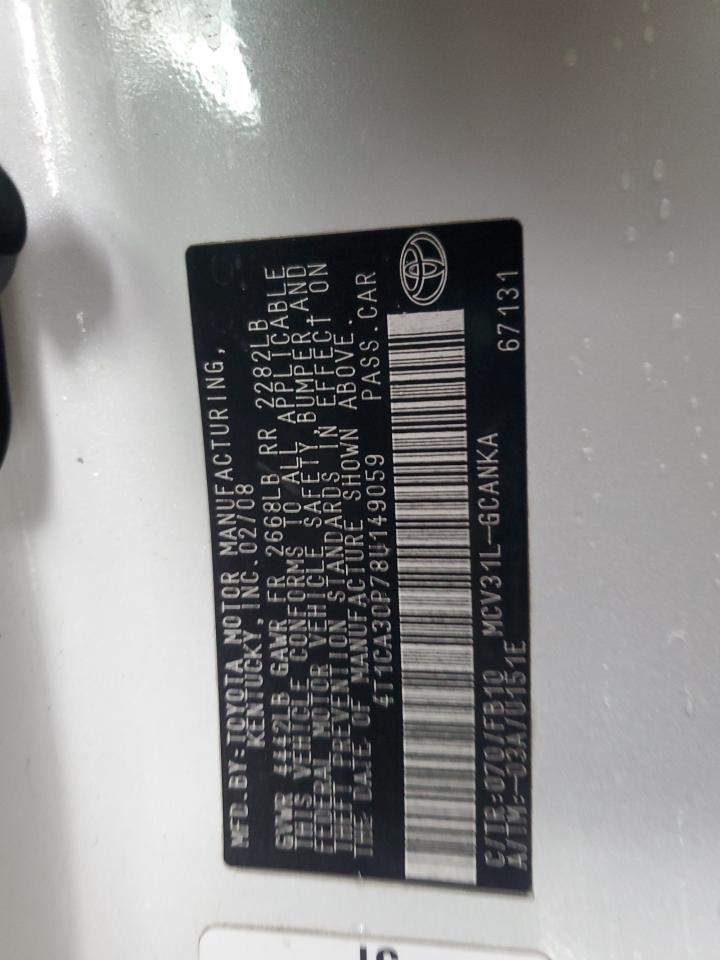 MFD.BY:TOYOTA MOTOR MANUFACTURING,
KENTUCKY,INC.02/08
GVWR 4442LB GAWR FR 2668LB RR 2282LB
THIS VEHICLE CONFORMS TO ALL APPLICABLE
FEDERAL MOTOR VEHICLE SAFETY, BUMPER AND
THEFT PREVENTION STANDARDS IN EFFECT ON
THE DATE OF MANUFACTURE SHOWN ABOVE.
4T1CA30P78U149059 PASS.CAR
C/TR:070/FB10 MCV31L-GCANKA 67131
A/TM:-03A/U151E